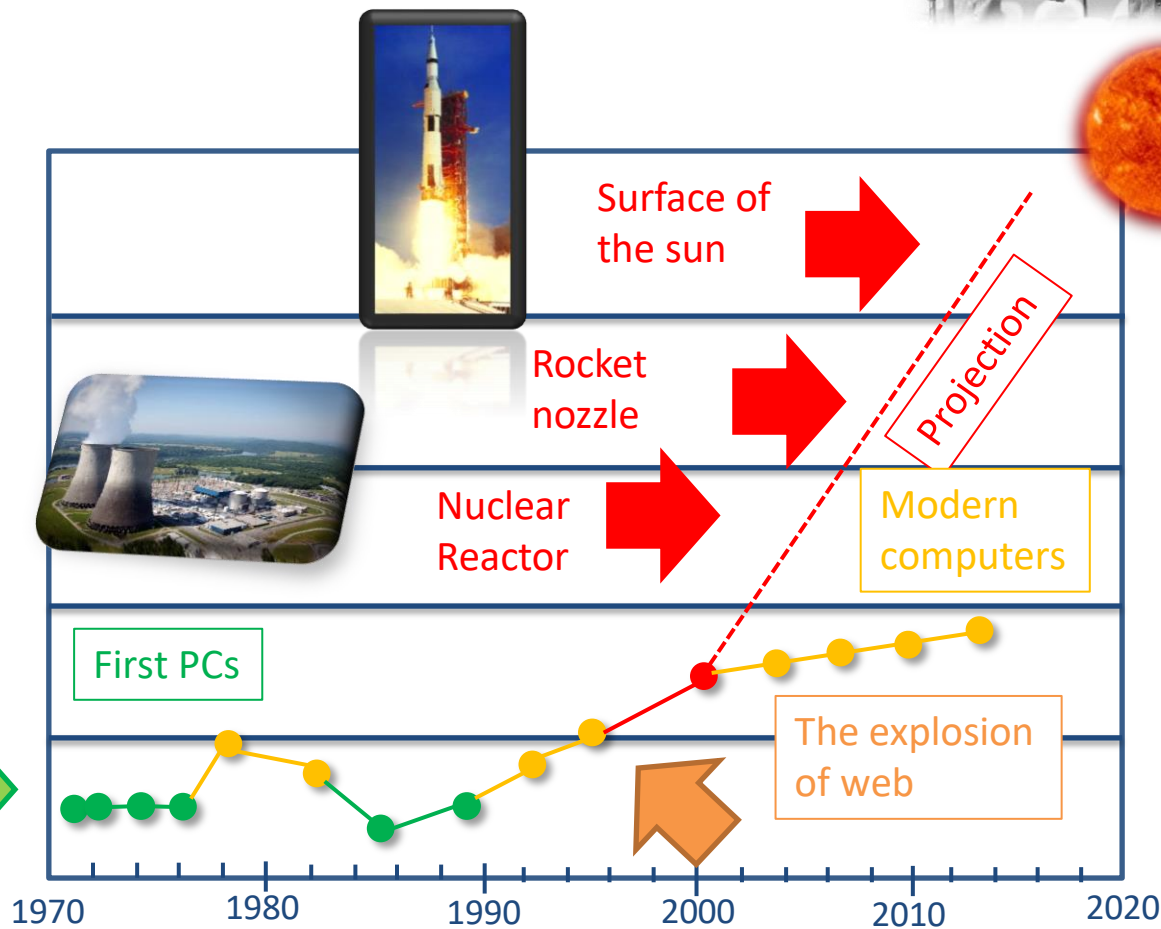 Surface of
the sun
Rocket
nozzle
Projection
Nuclear
Reactor
Modern
computers
First PCs
The explosion
of web
1970
1980
1990
2000
2010
2020